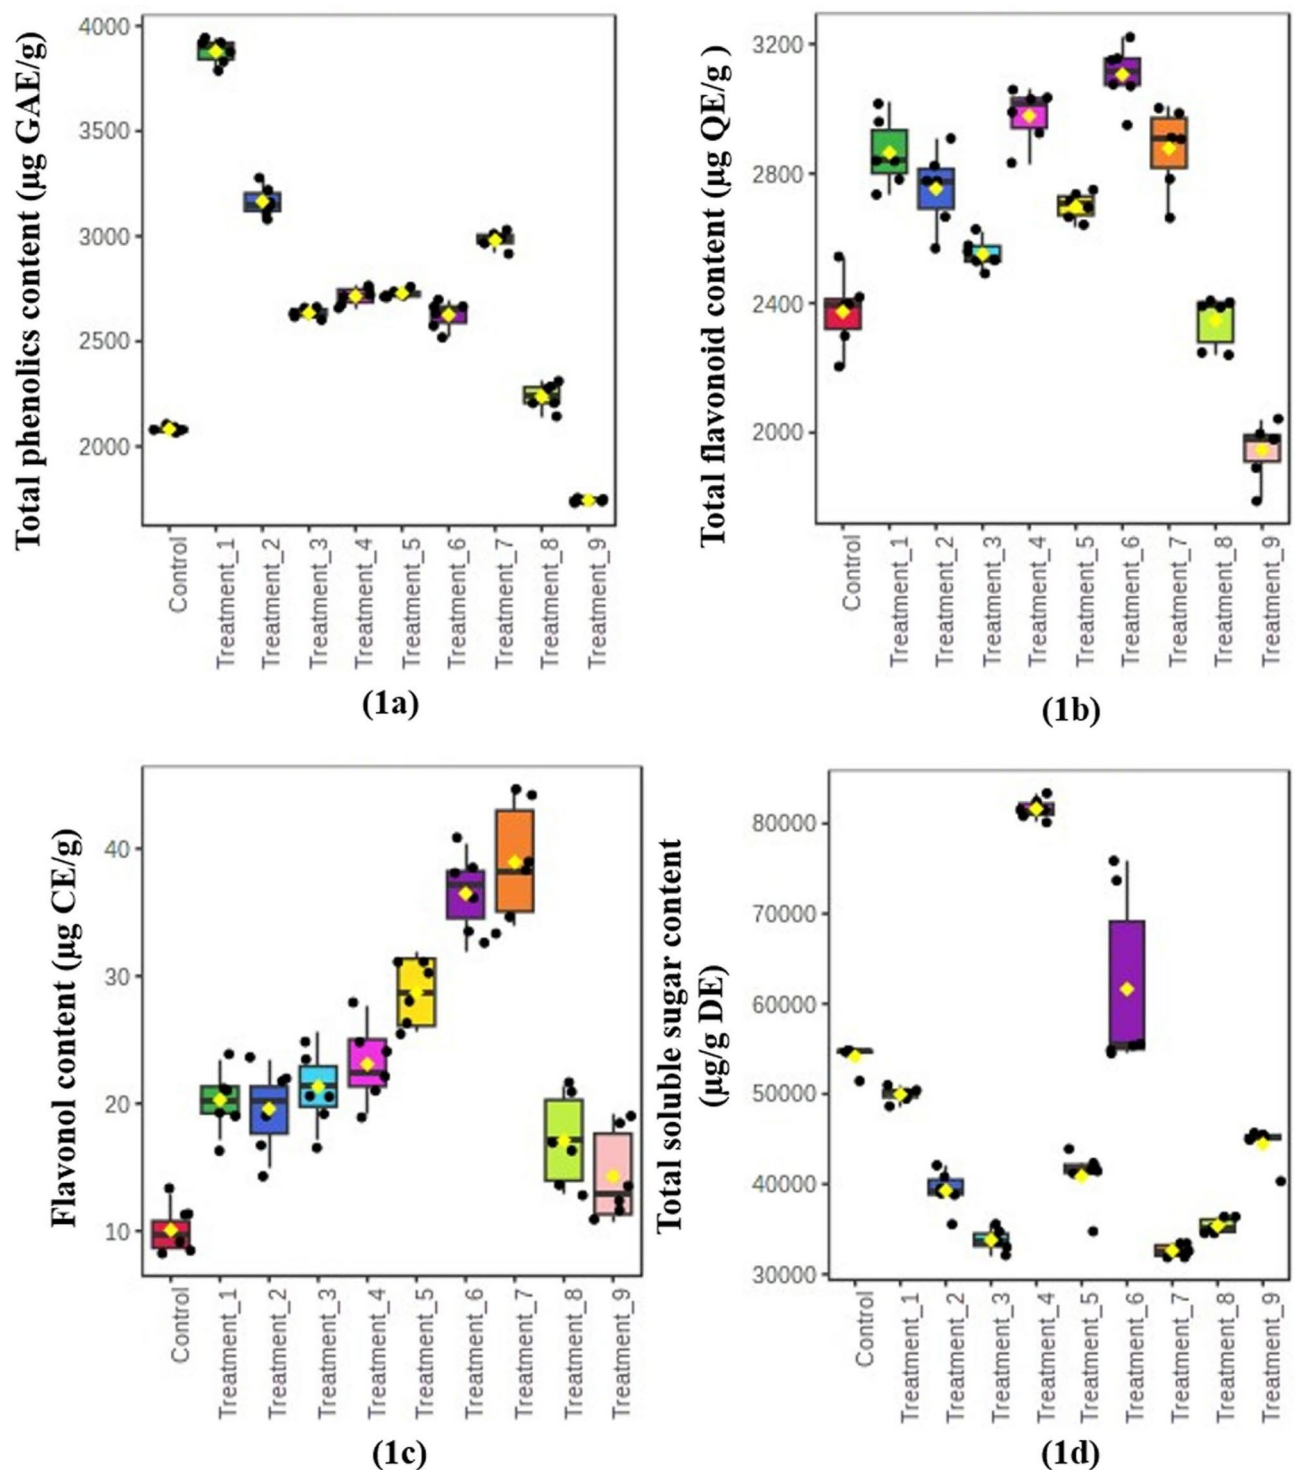 Total phenolics content (µg GAE/g)
4000
3500
3000
2500
2000
Control
Treatment_1
Treatment_2
Treatment_3
Treatment_4
Treatment_5
Treatment_6
Treatment_7
Treatment_8
Treatment_9
(1a)
Total flavonoid content (µg QE/g )
3200
2800
2400
2000
Control
Treatment_1
Treatment_2
Treatment_3
Treatment_4
Treatment_5
Treatment_6
Treatment_7
Treatment_8
Treatment_9
(1b)
Flavonol content (µg CE/g)
40
30
20
10
Control
Treatment_1
Treatment_2
Treatment_3
Treatment_4
Treatment_5
Treatment_6
Treatment_7
Treatment_8
Treatment_9
(1c)
Total soluble sugar content
(µg/g DE)
80000
70000
60000
50000
40000
30000
Control
Treatment_1
Treatment_2
Treatment_3
Treatment_4
Treatment_5
Treatment_6
Treatment_7
Treatment_8
Treatment_9
(1d)